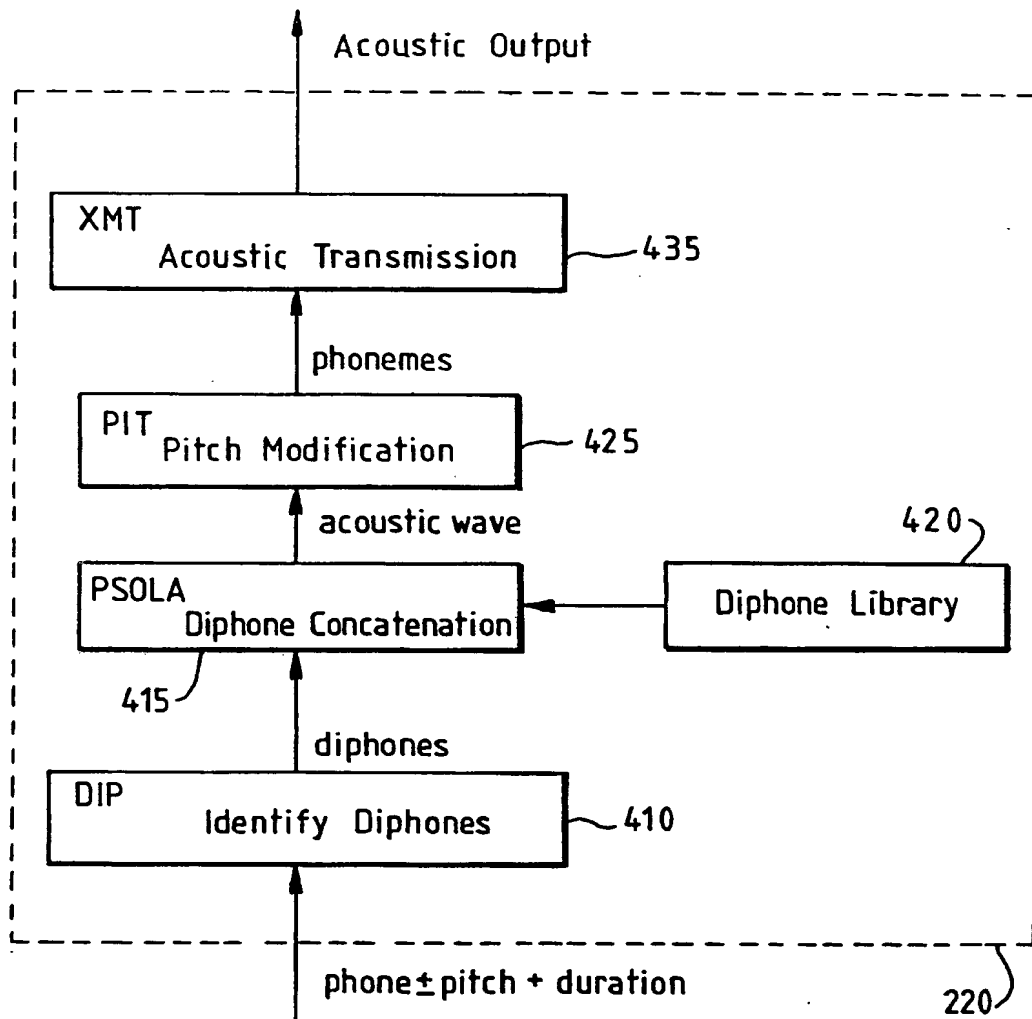 Acoustic Output
XMT
Acoustic Transmission
435
phonemes
PIT
Pitch Modification
425
acoustic wave
420
PSOLA
Diphone Concatenation
Diphone Library
415
diphones
DIP
Identify Diphones
410
phone ± pitch + duration
220